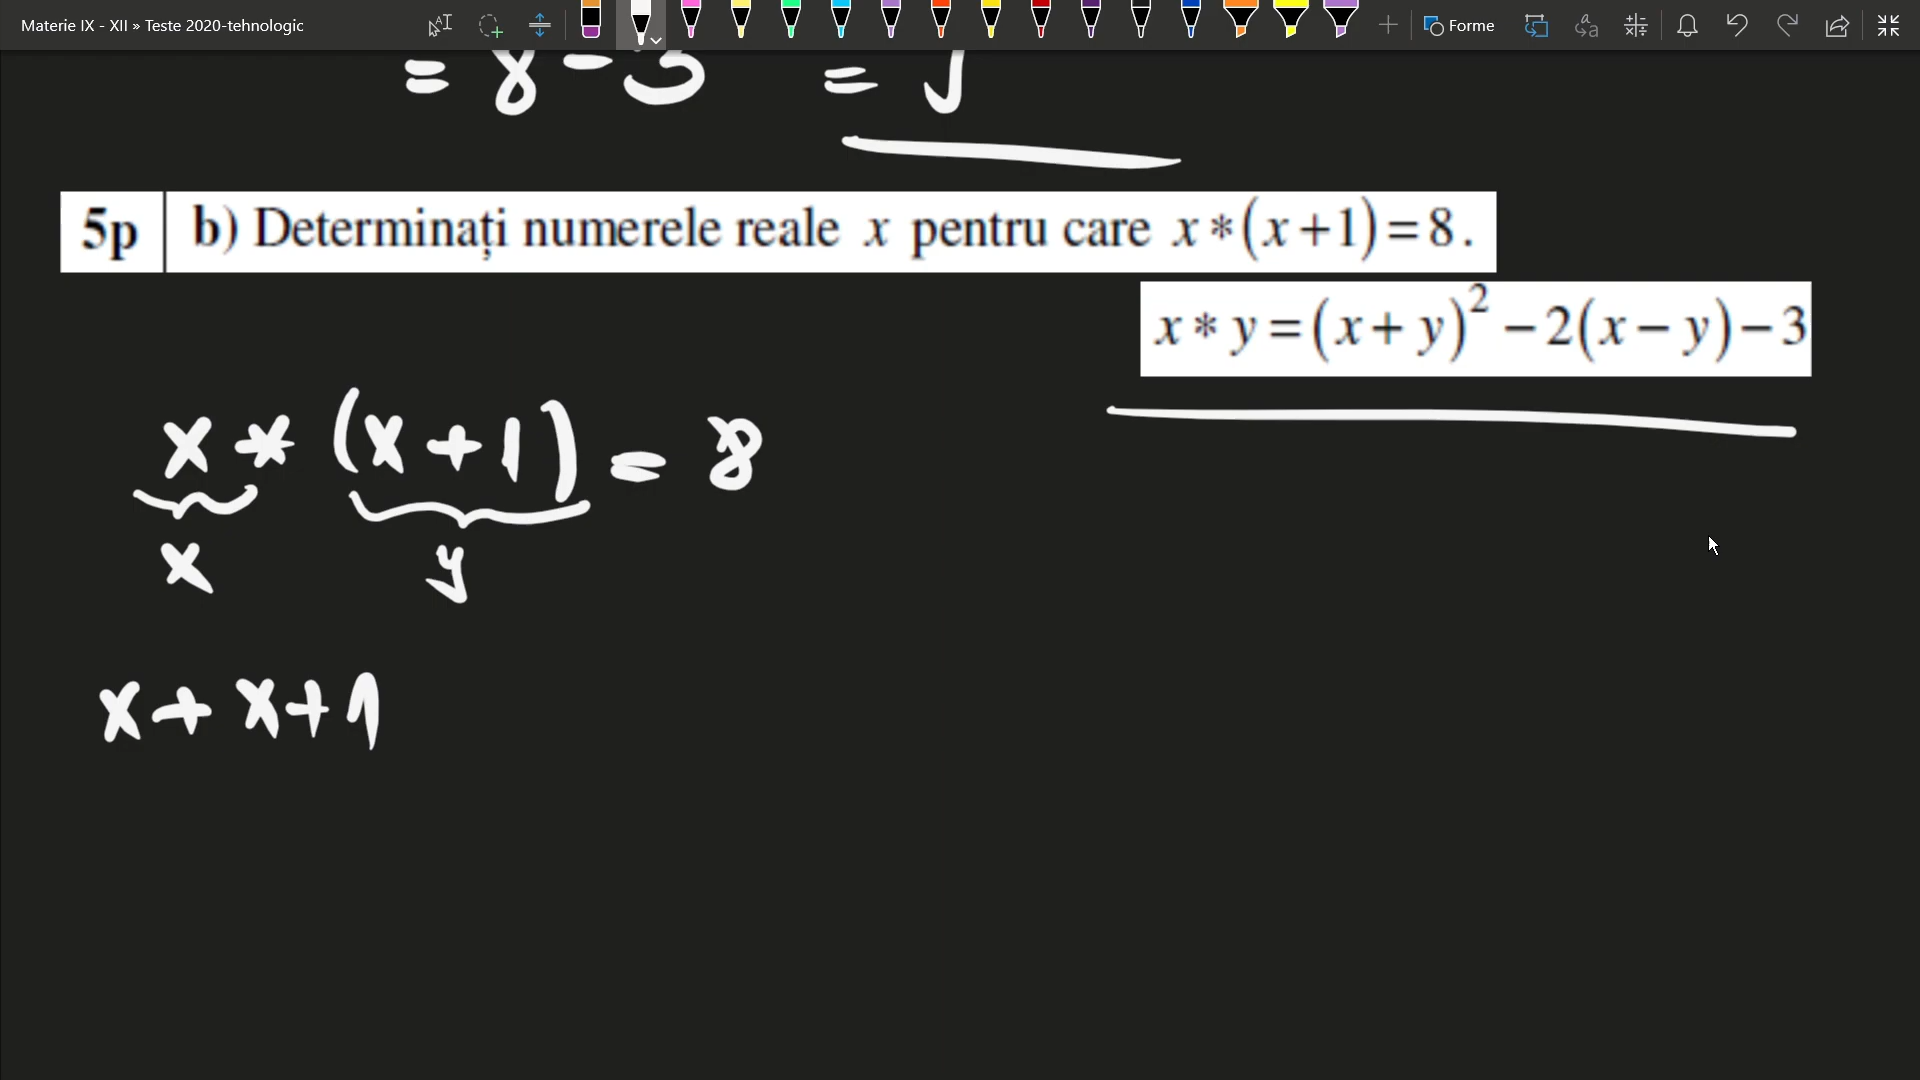 Materie IX - XII » Teste 2020-tehnologic
Forme
= 8 - 3 =
5p b) Determinați numerele reale x pentru care x*(x+1)=8.
x*y=(x+y)²-2(x-y)-3
x * (x+1) = 8
x y
x+x+1